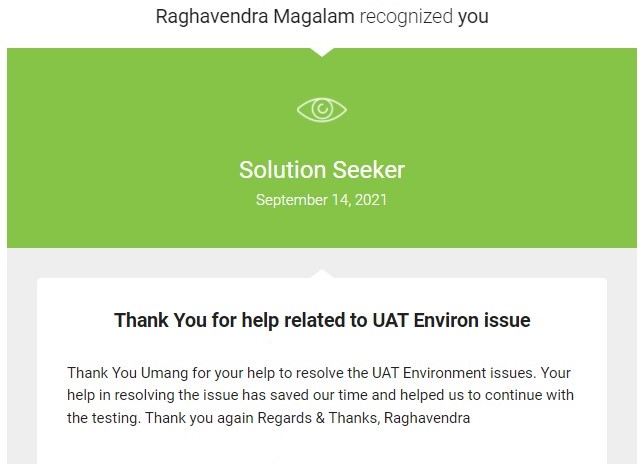 Raghavendra Magalam recognized you
Solution Seeker
September 14, 2021
Thank You for help related to UAT Environ issue
Thank You Umang for your help to resolve the UAT Environment issues. Your
help in resolving the issue has saved our time and helped us to continue with
the testing. Thank you again Regards & Thanks, Raghavendra